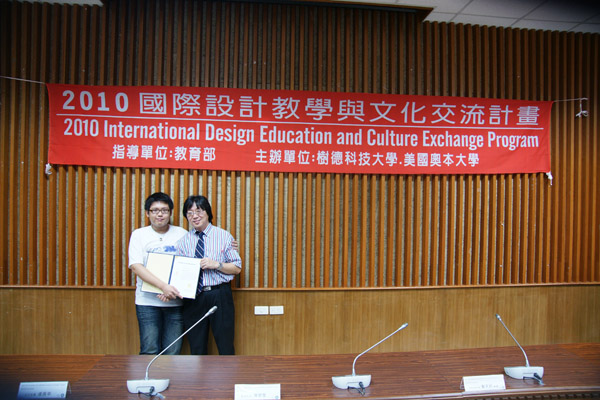 2010 國際設計教學與文化交流計畫
2010 International Design Education and Culture Exchange Program
指導單位:教育部 主辦單位:樹德科技大學.美國奧本大學